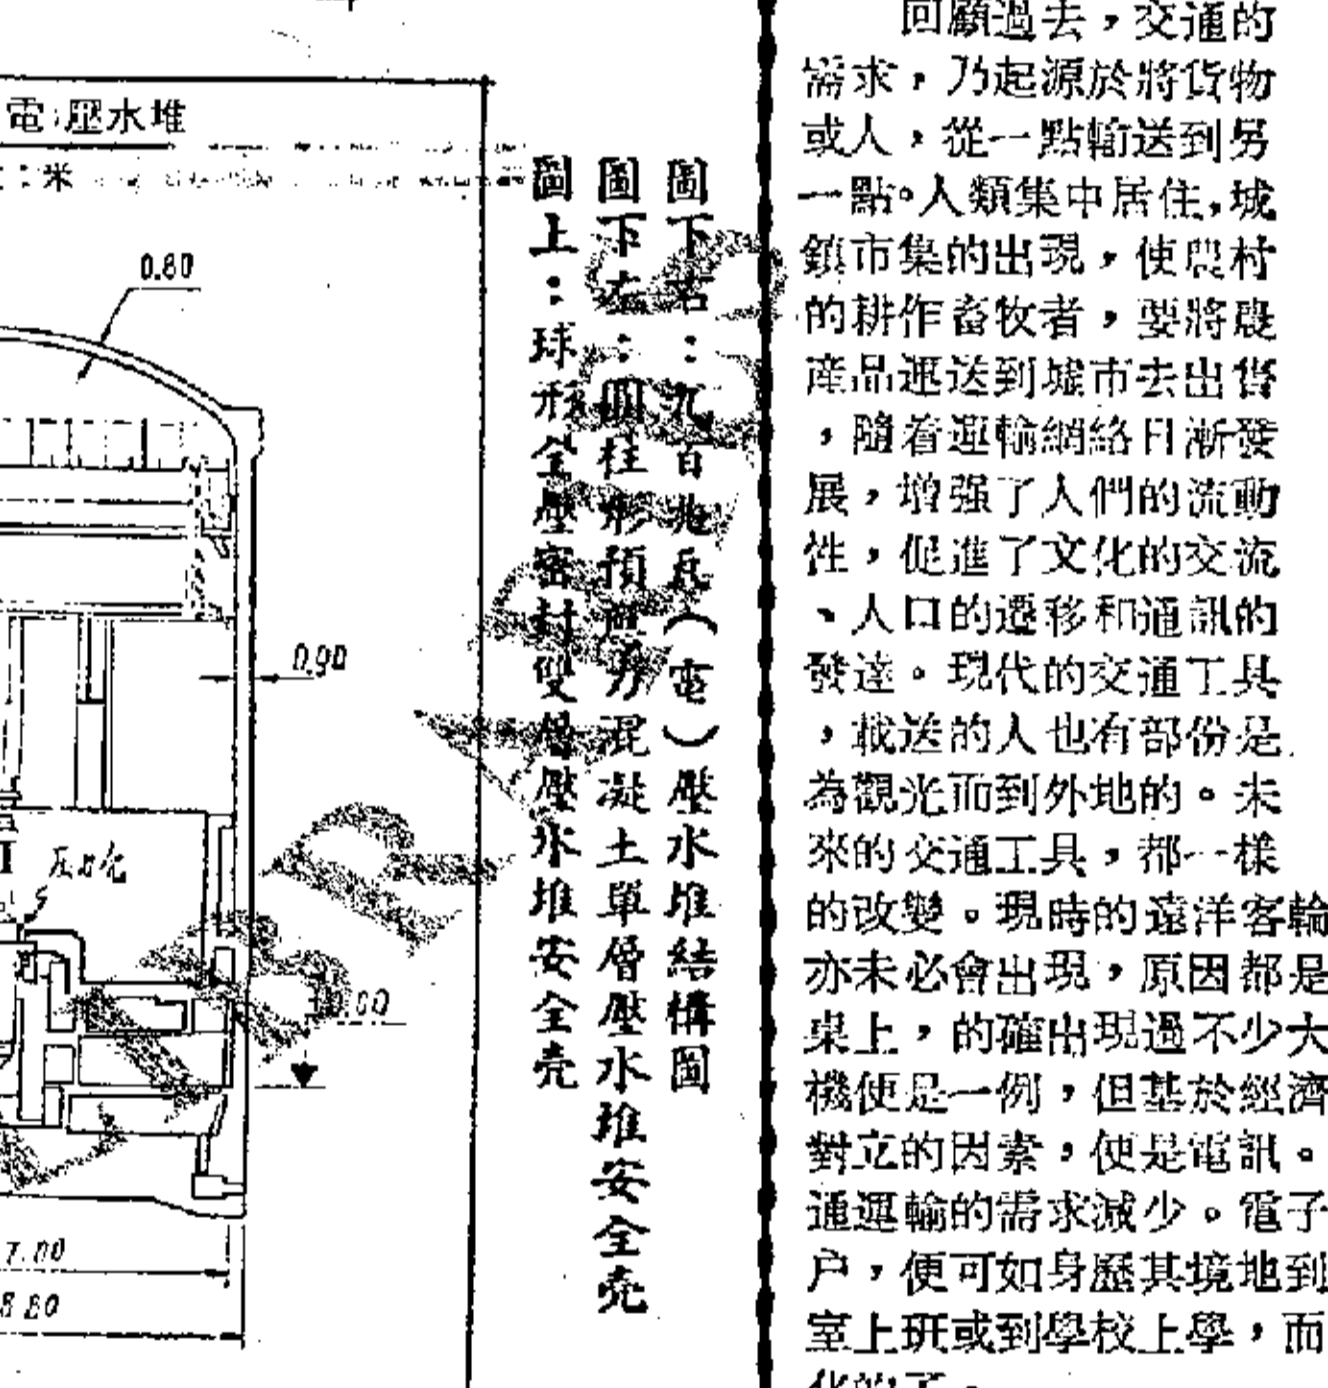 電壓水堆
：米
0.80
0.90
7.00
8.80
圖下右：九百兆瓦（電）壓水堆結構圖
圖下左：圓柱形預應力混凝土單層壓水堆安全壳
圖上：球形全壓密封雙層壓水堆安全壳
回顧過去，交通的
需求，乃起源於將貨物
或人，從一點輸送到另
一點。人類集中居住，城
鎮市集的出現，使農村
的耕作畜牧者，要將農
產品運送到墟市去出售
，隨着運輸網絡日漸發
展，增强了人們的流動
性，促進了文化的交流
、人口的遷移和通訊的
發達。現代的交通工具
，載送的人也有部份是
為觀光而到外地的。未
來的交通工具，都一樣
的改變。現時的遠洋客輪
亦未必會出現，原因都是
桌上，的確出現過不少大
機便是一例，但基於經濟
對立的因素，便是電訊。
通運輸的需求減少。電子
户，便可如身歷其境地到
室上班或到學校上學，而